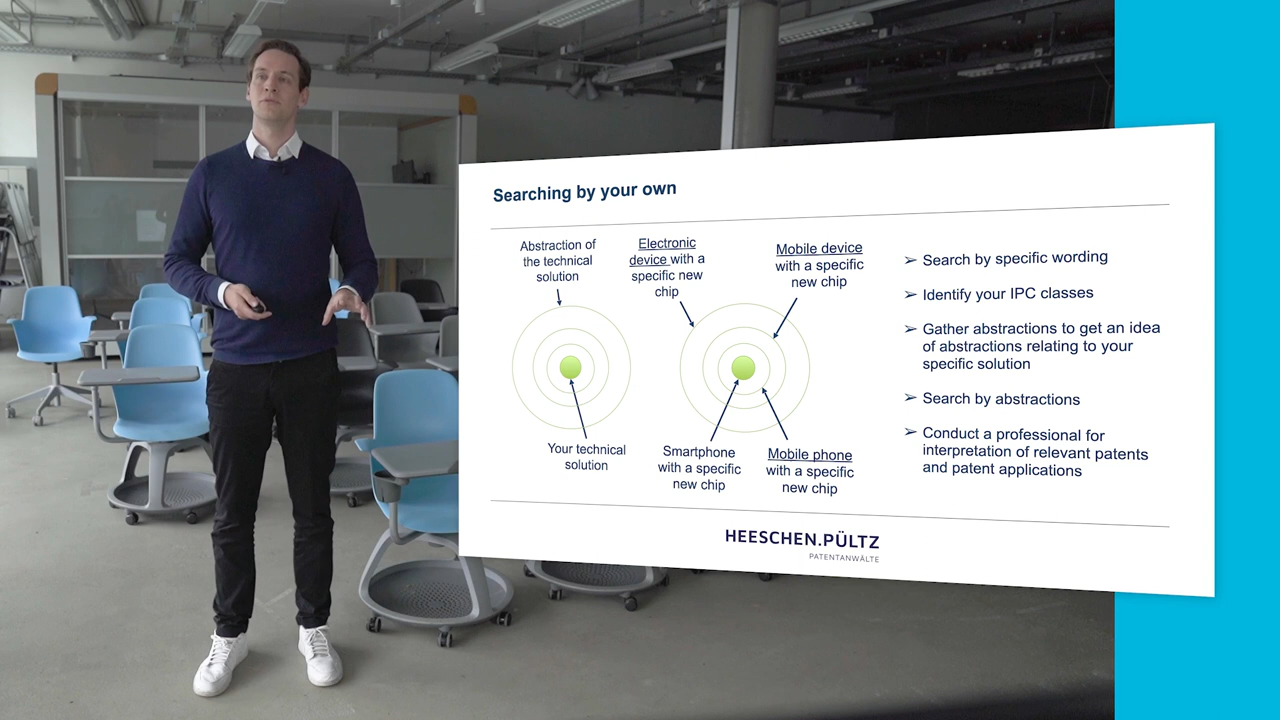 Searching by your own
Abstraction of
the technical
solution
Electronic
device with a
specific new
chip
Mobile device
with a specific
new chip
Your technical
solution
Smartphone
with a specific
new chip
Mobile phone
with a specific
new chip
➢ Search by specific wording
➢ Identify your IPC classes
➢ Gather abstractions to get an idea
of abstractions relating to your
specific solution
➢ Search by abstractions
➢ Conduct a professional for
interpretation of relevant patents
and patent applications
HEESCHEN.PÜLTZ
PATENTANWÄLTE